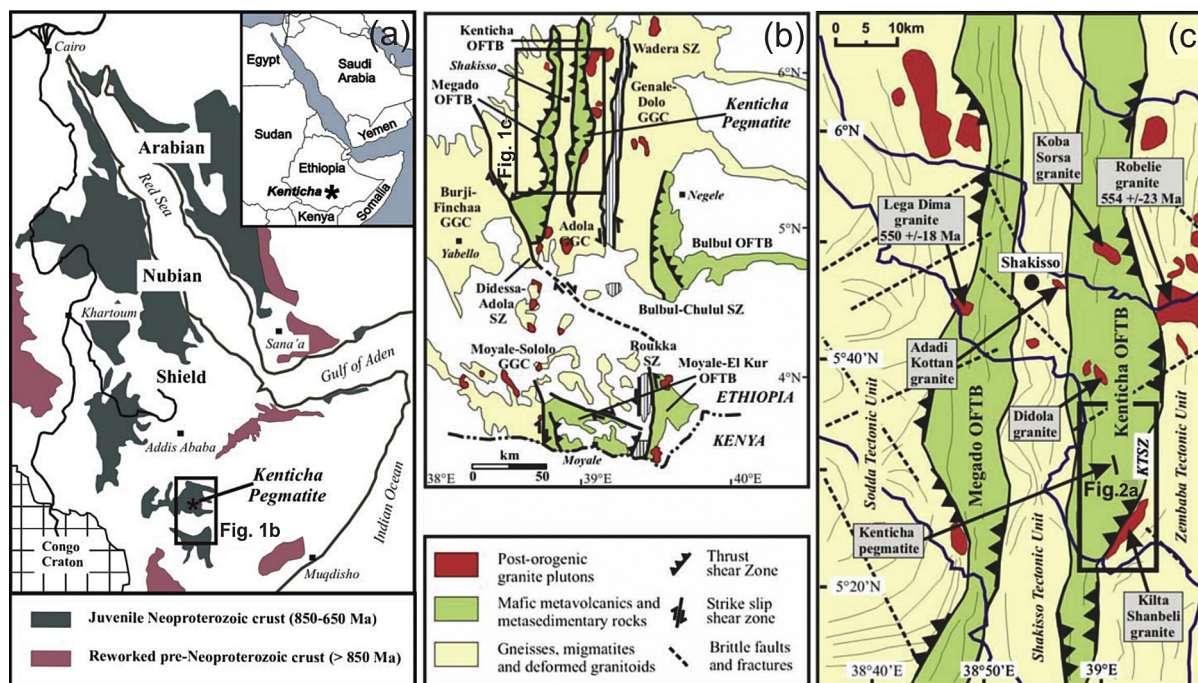 (a)
Cairo
Egypt
Saudi
Arabia
Sudan
Yemen
Ethiopia
Kenticha
Somalia
Kenya
Arabian
Red Sea
Nubian
Khartoum
Sana'a
Gulf of Aden
Shield
Addis Ababa
Kenticha
Pegmatite
Fig. 1b
Indian Ocean
Congo
Craton
Muqdisho
Juvenile Neoproterozoic crust (850-650 Ma)
Reworked pre-Neoproterozoic crust (> 850 Ma)
(b)
Kenticha
OFTB
Wadera SZ
Shakisso
6°N
Megado
OFTB
Genale-
Dolo
GGC
Kenticha
Pegmatite
Fig. 1c
Burji-
Finchaa
GGC
Negele
Yabello
Adola
GGC
5°N
Bulbul OFTB
Didessa-
Adola
SZ
Bulbul-Chulul SZ
Moyale-Sololo
GGC
Roukka
SZ
Moyale-El Kur
OFTB
4°N
ETHIOPIA
KENYA
km
0
50
Moyale
38°E
39°E
40°E
Post-orogenic
granite plutons
Thrust
shear Zone
Mafic metavolcanics and
metasedimentary rocks
Strike slip
shear zone
Gneisses, migmatites
and deformed granitoids
Brittle faults
and fractures
(c)
0 5 10km
6°N
Koba
Sorsa
granite
Robelie
granite
554 +/-23 Ma
Lega Dima
granite
550 +/-18 Ma
Shakisso
5°40'N
Adadi
Kottan
granite
Didola
granite
Kenticha OFTB
Megado OFTB
Sodda Tectonic Unit
KTSZ
Fig.2a
Zembaba Tectonic Unit
Kenticha
pegmatite
Shakisso Tectonic Unit
5°20'N
Kilta
Shanbeli
granite
38°40'E
38°50'E
39°E